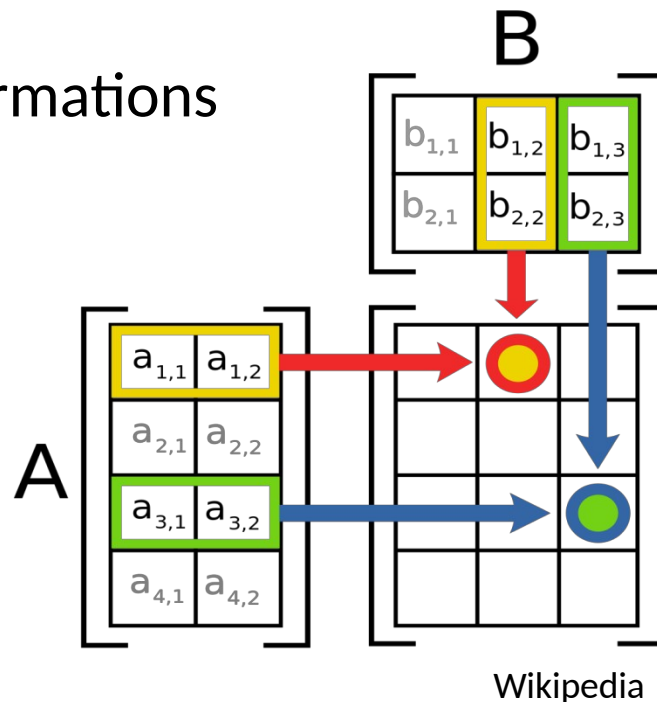 B
rmations
b1,1 b1,2 b1,3
b2,1 b2,2 b2,3
A
a1,1 a1,2
a2,1 a2,2
a3,1 a3,2
a4,1 a4,2
Wikipedia